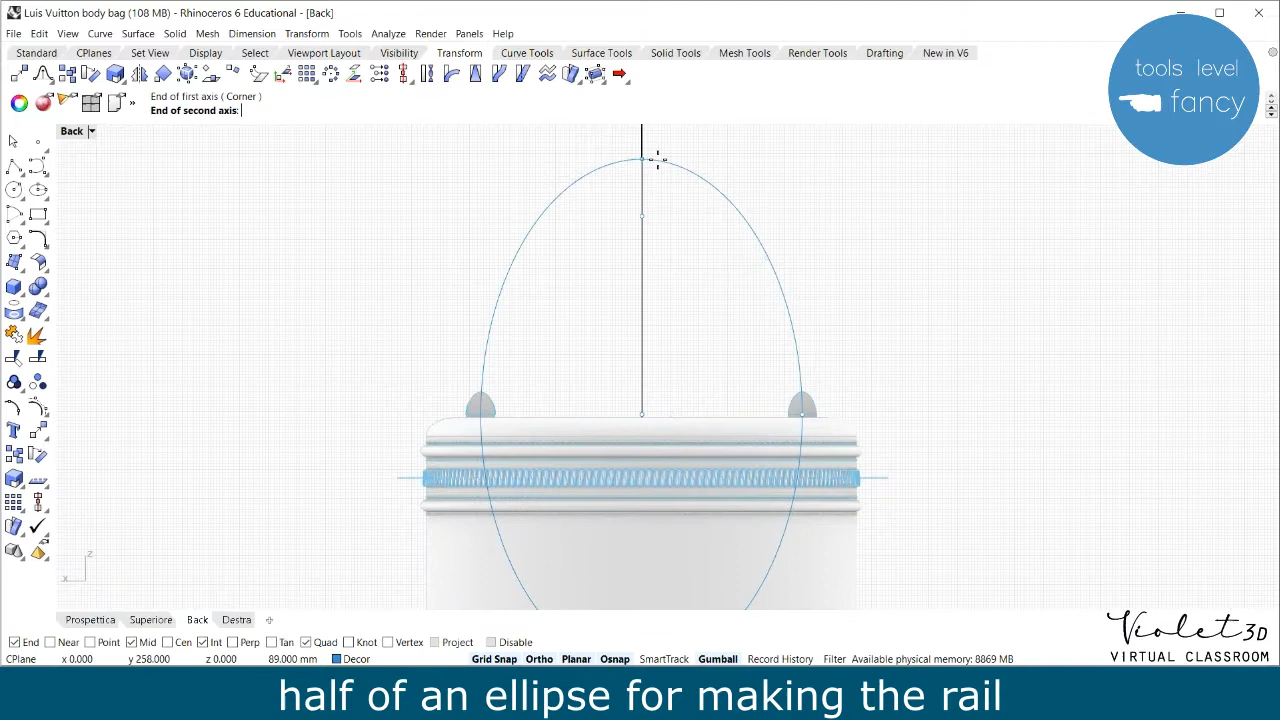 Luis Vuitton body bag (108 MB) - Rhinoceros 6 Educational - [Back]
File Edit View Curve Surface Solid Mesh Dimension Transform Tools Analyze Render Panels Help
Standard CPlanes Set View Display Select Viewport Layout Visibility Transform Curve Tools Surface Tools Solid Tools Mesh Tools Render Tools Drafting New in V6
tools level
fancy
End of first axis ( Corner )
End of second axis:
Back
z
x
Prospettica Superiore Back Destra
End Near Point Mid Cen Int Perp Tan Quad Knot Vertex Project Disable
CPlane x 0.000 y 258.000 z 0.000 89.000 mm Decor Grid Snap Ortho Planar Osnap SmartTrack Gumball Record History Filter Available physical memory: 8869 MB
Violet 3D
VIRTUAL CLASSROOM
half of an ellipse for making the rail